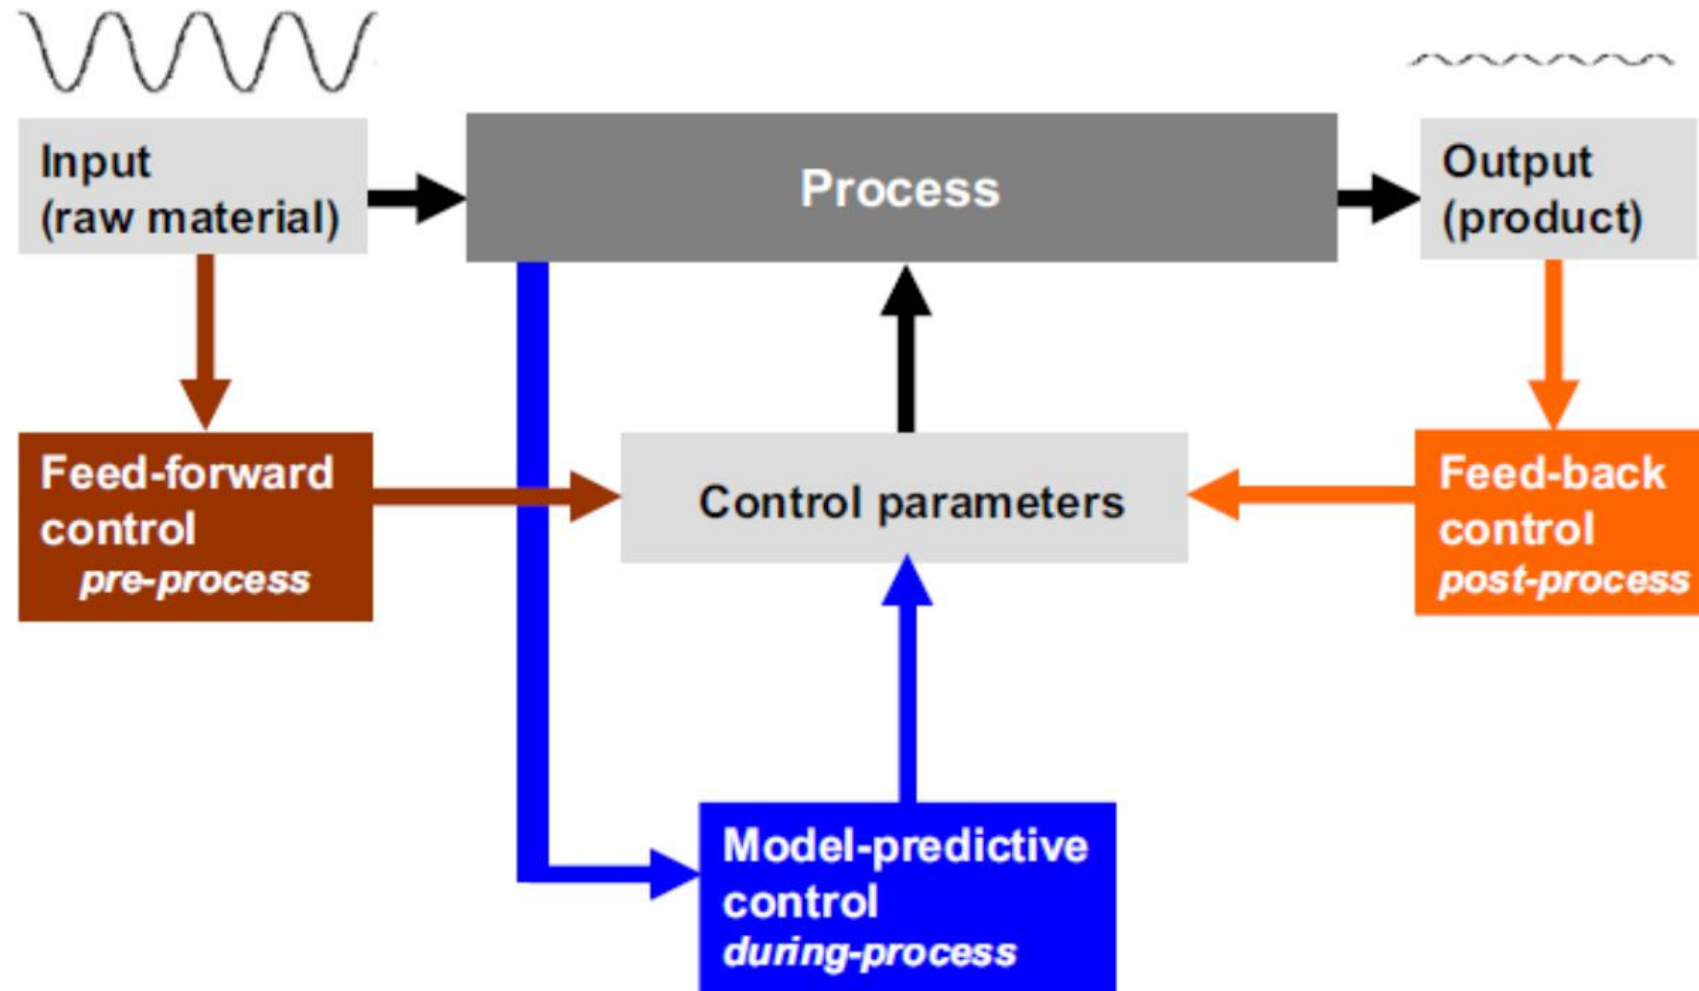 Input
(raw material)
Process
Output
(product)
Feed-forward
control
pre-process
Control parameters
Feed-back
control
post-process
Model-predictive
control
during-process